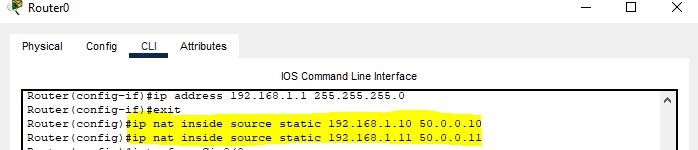 Router0
Physical Config CLI Attributes
IOS Command Line Interface
Router(config-if)#ip address 192.168.1.1 255.255.255.0
Router(config-if)#exit
Router(config)#ip nat inside source static 192.168.1.10 50.0.0.10
Router(config)#ip nat inside source static 192.168.1.11 50.0.0.11